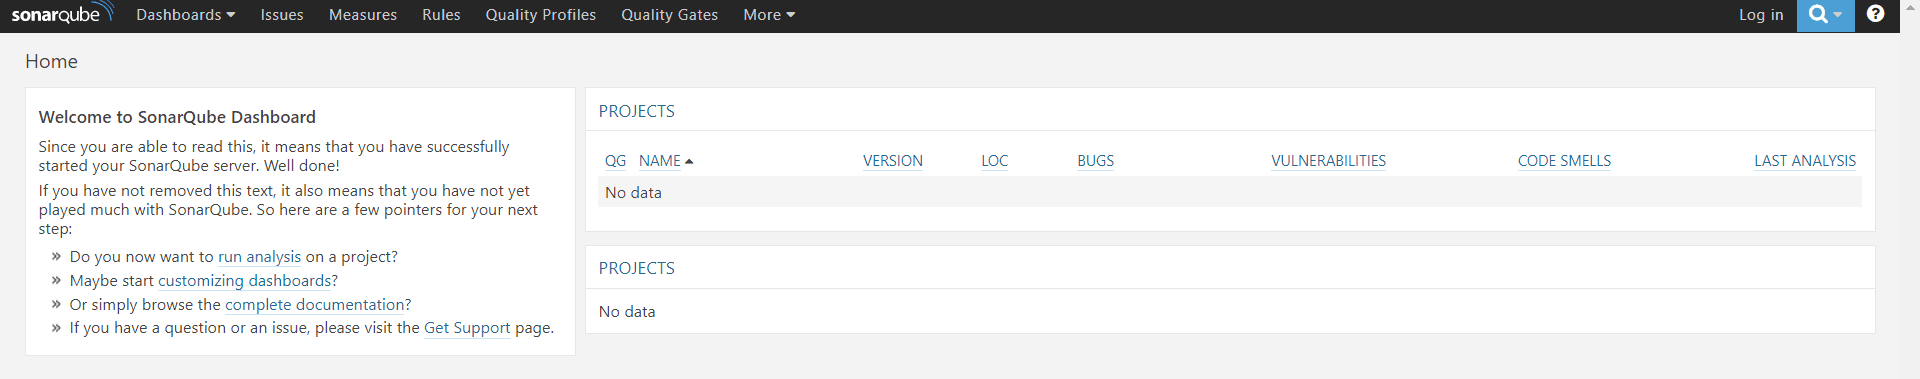 sonarqube Dashboards Issues Measures Rules Quality Profiles Quality Gates More Log in ?
Home
Welcome to SonarQube Dashboard
Since you are able to read this, it means that you have successfully
started your SonarQube server. Well done!
If you have not removed this text, it also means that you have not yet
played much with SonarQube. So here are a few pointers for your next
step:
» Do you now want to run analysis on a project?
» Maybe start customizing dashboards?
» Or simply browse the complete documentation?
» If you have a question or an issue, please visit the Get Support page.
PROJECTS
QG NAME VERSION LOC BUGS VULNERABILITIES CODE SMELLS LAST ANALYSIS
No data
PROJECTS
No data